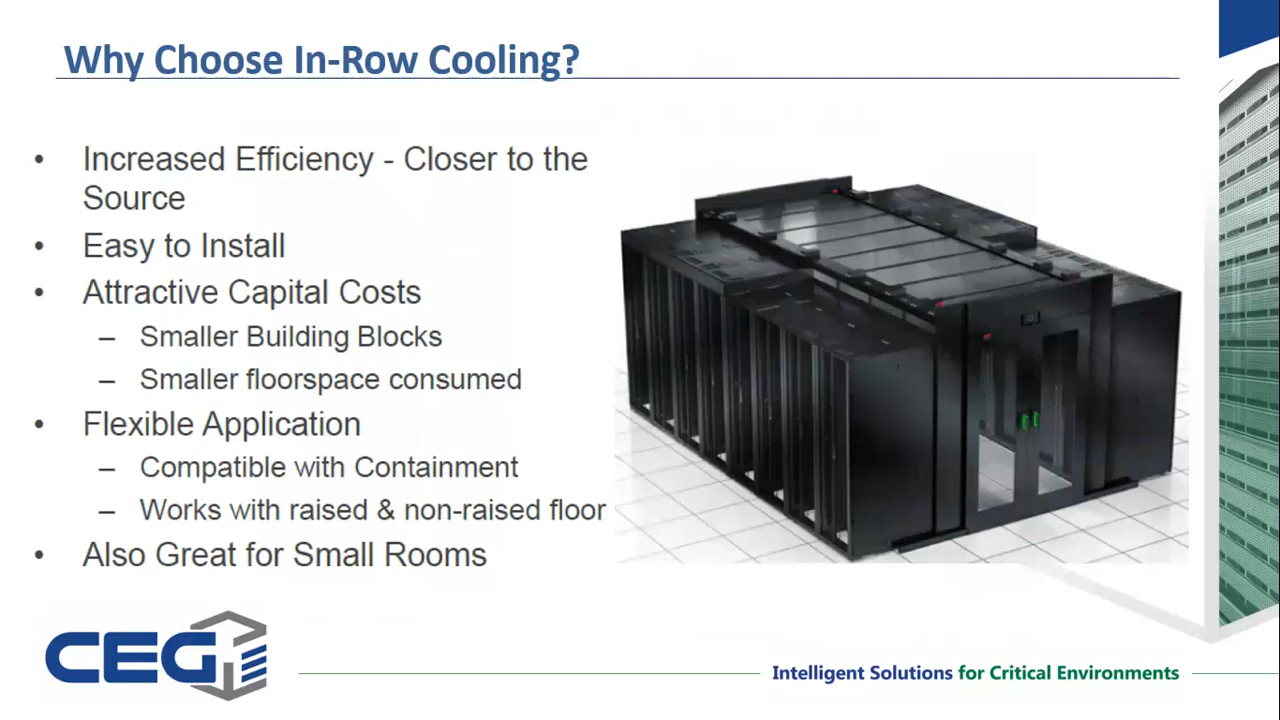 Why Choose In-Row Cooling?
• Increased Efficiency - Closer to the
Source
• Easy to Install
• Attractive Capital Costs
– Smaller Building Blocks
– Smaller floorspace consumed
• Flexible Application
– Compatible with Containment
– Works with raised & non-raised floor
• Also Great for Small Rooms
CEG
Intelligent Solutions for Critical Environments